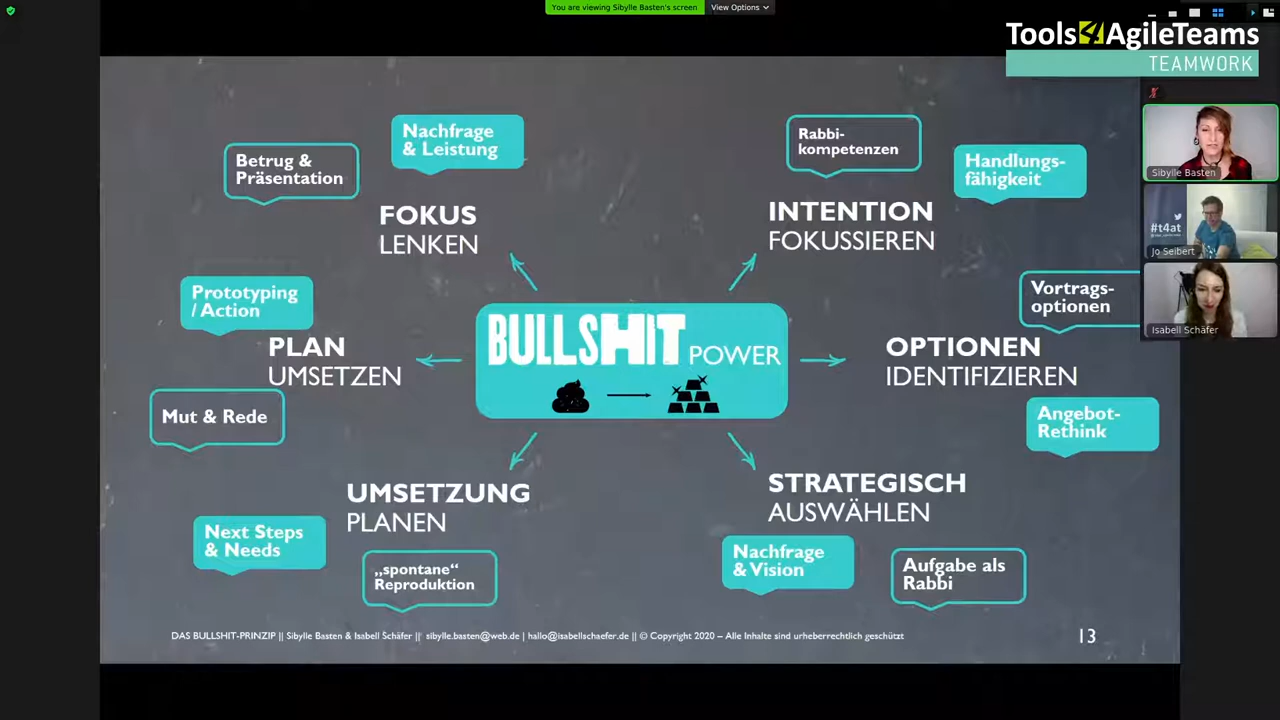 You are viewing Sibylle Basten's screen
View Options
Tools4AgileTeams
TEAMWORK
Betrug &
Präsentation
Nachfrage
& Leistung
FOKUS
LENKEN
Rabbi-
kompetenzen
Handlungs-
fähigkeit
INTENTION
FOKUSSIEREN
Sibylle Basten
#t4at
Jo Seibert
Isabell Schäfer
Prototyping
/ Action
PLAN
UMSETZEN
BULLSHIT POWER
Vortrags-
optionen
OPTIONEN
IDENTIFIZIEREN
Mut & Rede
Angebot-
Rethink
UMSETZUNG
PLANEN
STRATEGISCH
AUSWÄHLEN
Next Steps
& Needs
„spontane“
Reproduktion
Nachfrage
& Vision
Aufgabe als
Rabbi
DAS BULLSHIT-PRINZIP || Sibylle Basten & Isabell Schäfer || sibylle.basten@web.de | hallo@isabellschaefer.de || © Copyright 2020 – Alle Inhalte sind urheberrechtlich geschützt
13